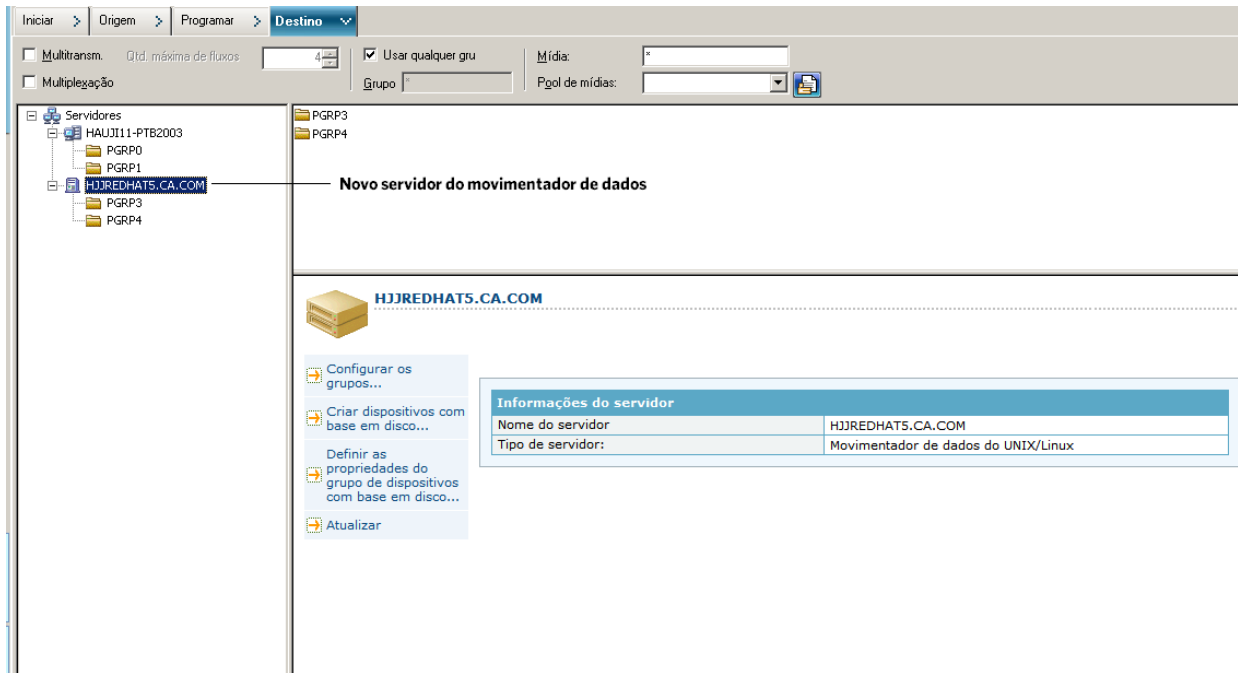 Iniciar > Origem > Programar > Destino
Multitransm. Qtd. máxima de fluxos 4 Usar qualquer gru Mídia: *
Multiplexação Grupo * Pool de mídias:
Servidores
HAUJI11-PTB2003
PGRP0
PGRP1
HJJREDHAT5.CA.COM
PGRP3
PGRP4
PGRP3
PGRP4
Novo servidor do movimentador de dados
HJJREDHAT5.CA.COM
Configurar os
grupos...
Criar dispositivos com
base em disco...
Definir as
propriedades do
grupo de dispositivos
com base em disco...
Atualizar
Informações do servidor
Nome do servidor HJJREDHAT5.CA.COM
Tipo de servidor: Movimentador de dados do UNIX/Linux